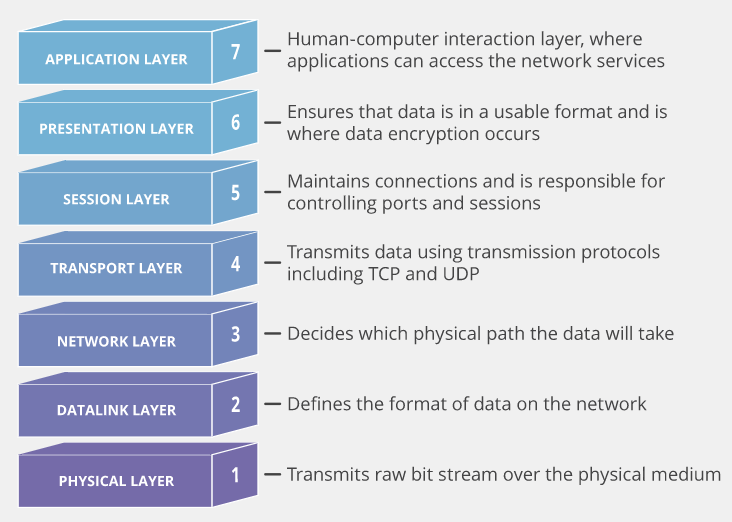 APPLICATION LAYER
7
Human-computer interaction layer, where
applications can access the network services
PRESENTATION LAYER
6
Ensures that data is in a usable format and is
where data encryption occurs
SESSION LAYER
5
Maintains connections and is responsible for
controlling ports and sessions
TRANSPORT LAYER
4
Transmits data using transmission protocols
including TCP and UDP
NETWORK LAYER
3
Decides which physical path the data will take
DATALINK LAYER
2
Defines the format of data on the network
PHYSICAL LAYER
1
Transmits raw bit stream over the physical medium